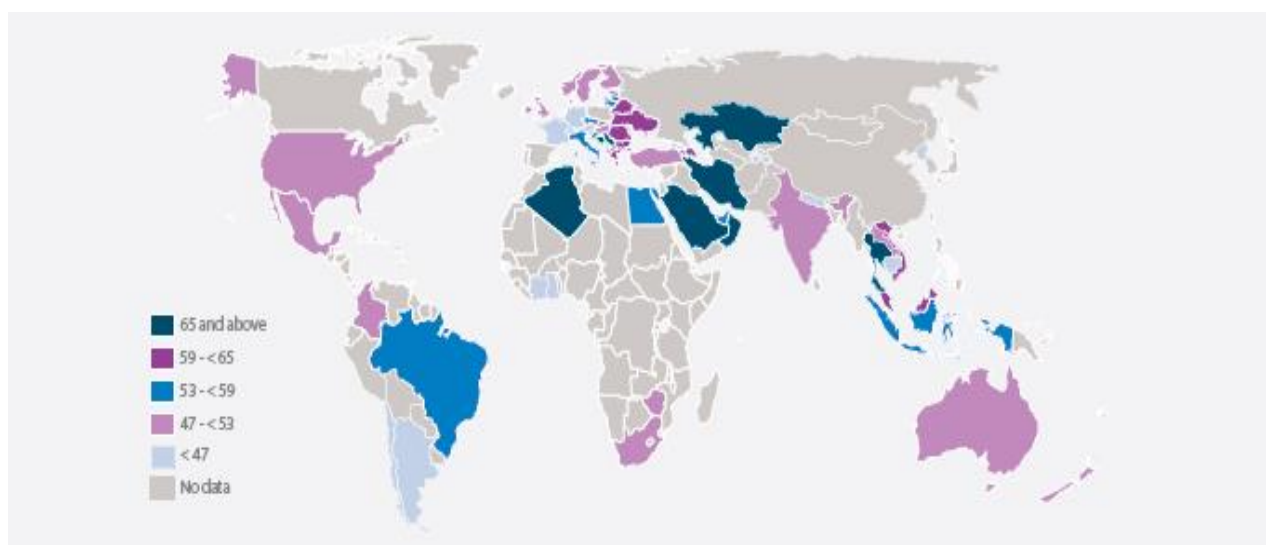 65 and above
59 - < 65
53 - < 59
47 - < 53
< 47
No data